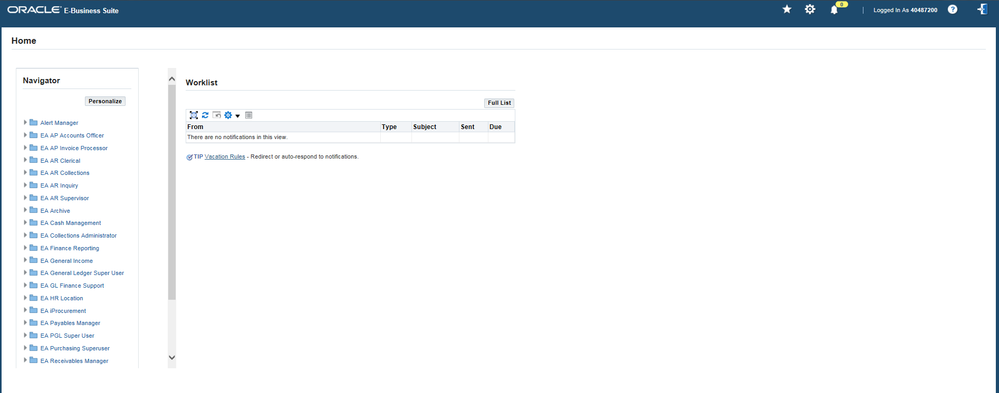 ORACLE E-Business Suite
0
Logged In As 40487200
?
Home
Navigator
Personalize
Alert Manager
EA AP Accounts Officer
EA AP Invoice Processor
EA AR Clerical
EA AR Collections
EA AR Inquiry
EA AR Supervisor
EA Archive
EA Cash Management
EA Collections Administrator
EA Finance Reporting
EA General Income
EA General Ledger Super User
EA GL Finance Support
EA HR Location
EA iProcurement
EA Payables Manager
EA PGL Super User
EA Purchasing Superuser
EA Receivables Manager
Worklist
Full List
From Type Subject Sent Due
There are no notifications in this view.
TIP Vacation Rules - Redirect or auto-respond to notifications.